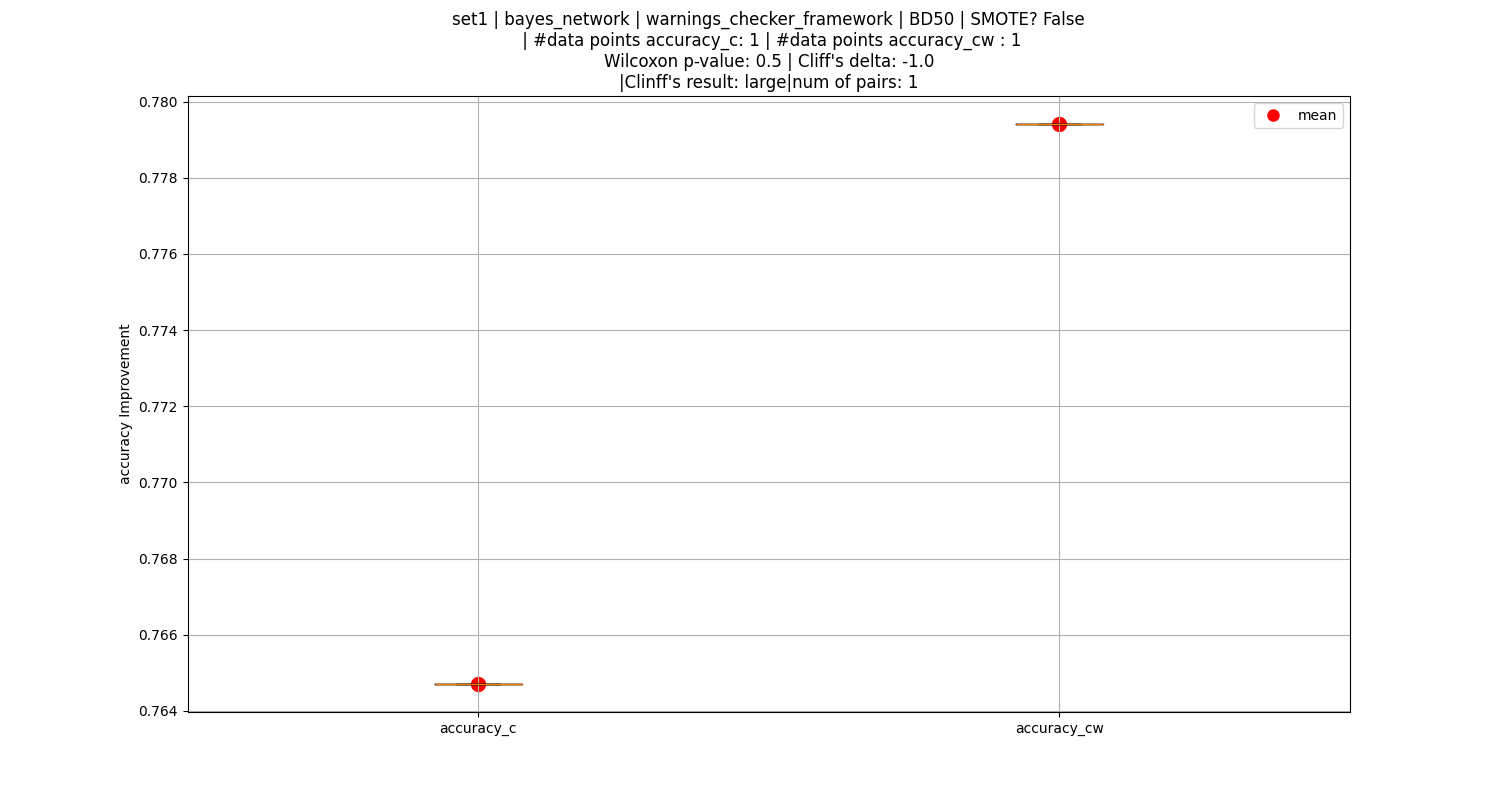 set1 | bayes_network | warnings_checker_framework | BD50 | SMOTE? False
| #data points accuracy_c: 1 | #data points accuracy_cw : 1
Wilcoxon p-value: 0.5 | Cliff's delta: -1.0
|Clinff's result: large|num of pairs: 1
0.780
mean
0.778
0.776
0.774
0.772
0.770
0.768
0.766
0.764
accuracy Improvement
accuracy_c
accuracy_cw